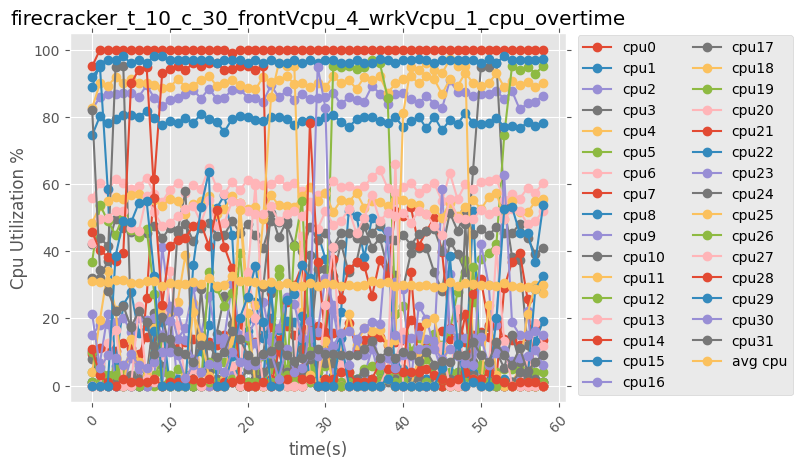 firecracker_t_10_c_30_frontVcpu_4_wrkVcpu_1_cpu_overtime
100
80
60
40
20
0
Cpu Utilization %
0
10
20
30
40
50
60
time(s)
cpu0
cpu1
cpu2
cpu3
cpu4
cpu5
cpu6
cpu7
cpu8
cpu9
cpu10
cpu11
cpu12
cpu13
cpu14
cpu15
cpu16
cpu17
cpu18
cpu19
cpu20
cpu21
cpu22
cpu23
cpu24
cpu25
cpu26
cpu27
cpu28
cpu29
cpu30
cpu31
avg cpu